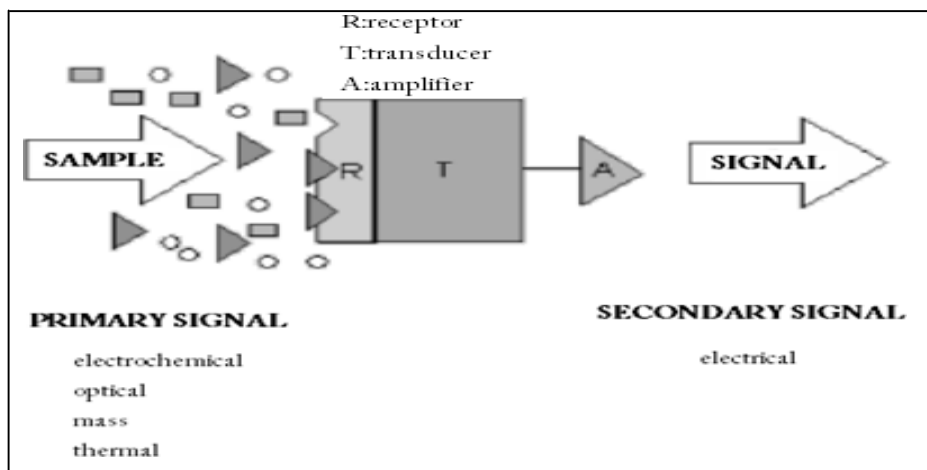 R:receptor
T:transducer
A:amplifier
SAMPLE
R
T
A
SIGNAL
PRIMARY SIGNAL
electrochemical
optical
mass
thermal
SECONDARY SIGNAL
electrical